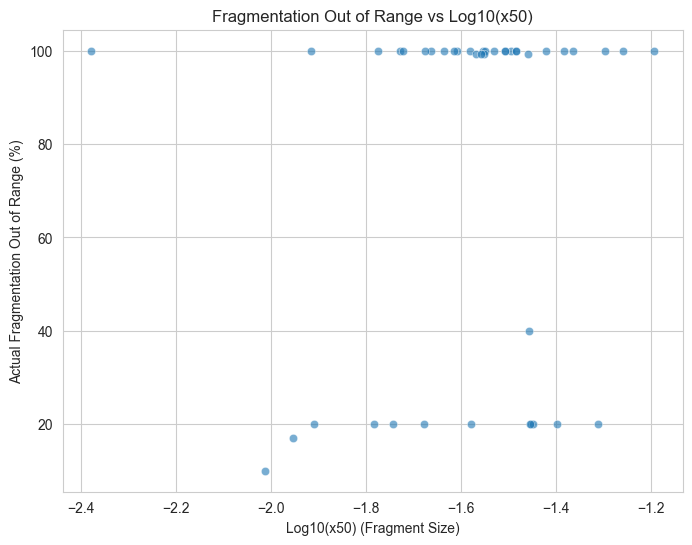 Fragmentation Out of Range vs Log10(x50)
Actual Fragmentation Out of Range (%)
100
80
60
40
20
−2.4 −2.2 −2.0 −1.8 −1.6 −1.4 −1.2
Log10(x50) (Fragment Size)